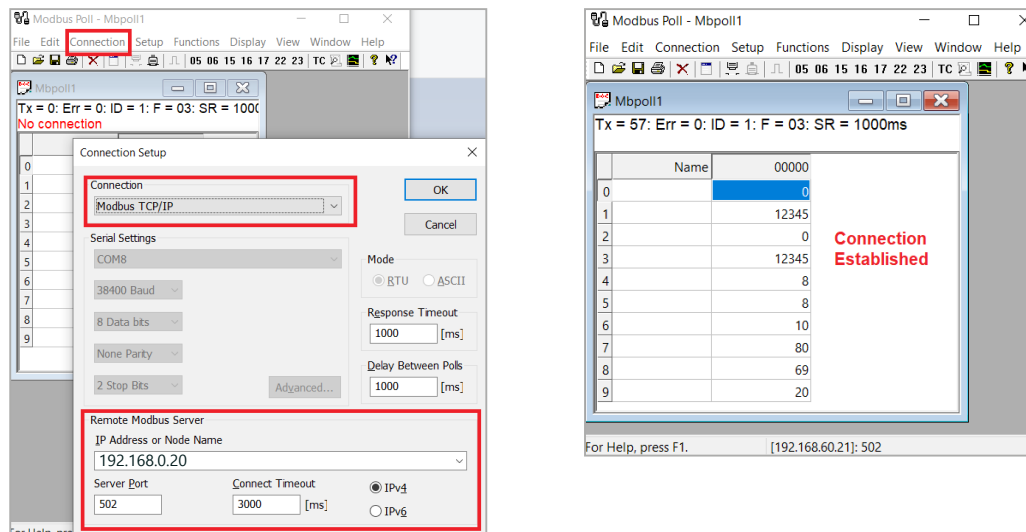 Modbus Poll - Mbpoll1
File Edit Connection Setup Functions Display View Window Help
05 06 15 16 17 22 23 TC
Mbpoll1
Tx = 0: Err = 0: ID = 1: F = 03: SR = 1000
No connection
0
1
2
3
4
5
6
7
8
9
Connection Setup
Connection
Modbus TCP/IP
OK
Cancel
Serial Settings
COM8
38400 Baud
8 Data bits
None Parity
2 Stop Bits
Advanced...
Mode
RTU ASCII
Response Timeout
1000 [ms]
Delay Between Polls
1000 [ms]
Remote Modbus Server
IP Address or Node Name
192.168.0.20
Server Port Connect Timeout
502 3000 [ms]
IPv4
IPv6
For Help, pre
Modbus Poll - Mbpoll1
File Edit Connection Setup Functions Display View Window Help
05 06 15 16 17 22 23 TC
Mbpoll1
Tx = 57: Err = 0: ID = 1: F = 03: SR = 1000ms
Name 00000
0 0
1 12345
2 0
3 12345
4 8
5 8
6 10
7 80
8 69
9 20
Connection
Established
For Help, press F1. [192.168.60.21]: 502